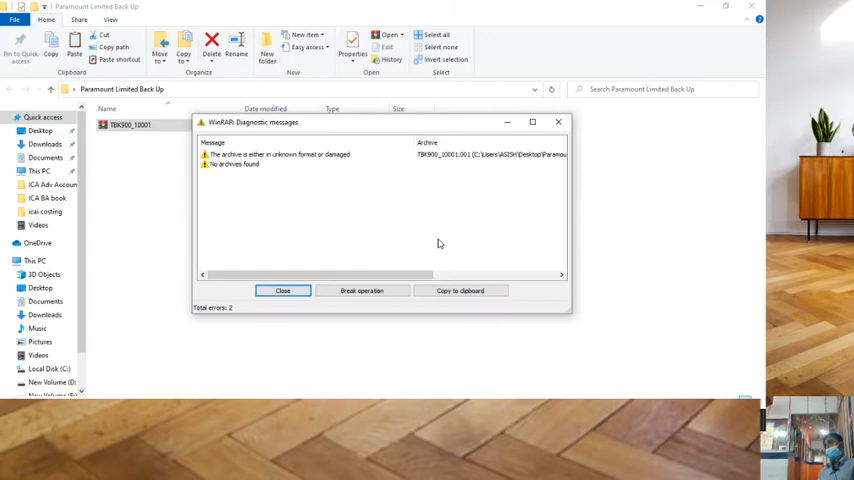 Paramount Limited Back Up
File Home Share View
Pin to Quick access
Copy
Paste
Cut
Copy path
Paste shortcut
Clipboard
Move to
Copy to
Delete
Rename
Organize
New folder
New item
Easy access
New
Properties
Open
Edit
History
Open
Select all
Select none
Invert selection
Select
Paramount Limited Back Up
Search Paramount Limited Back Up
Name Date modified Type Size
TBK900_10001
Quick access
Desktop
Downloads
Documents
This PC
ICA Adv Accoun
ICA BA book
icai costing
Videos
OneDrive
This PC
3D Objects
Desktop
Documents
Downloads
Music
Pictures
Videos
Local Disk (C:)
New Volume (D:
WinRAR: Diagnostic messages
Message Archive
The archive is either in unknown format or damaged TBK900_10001.001 (C:\Users\ASISH\Desktop\Paramou
No archives found
Close Break operation Copy to clipboard
Total errors: 2